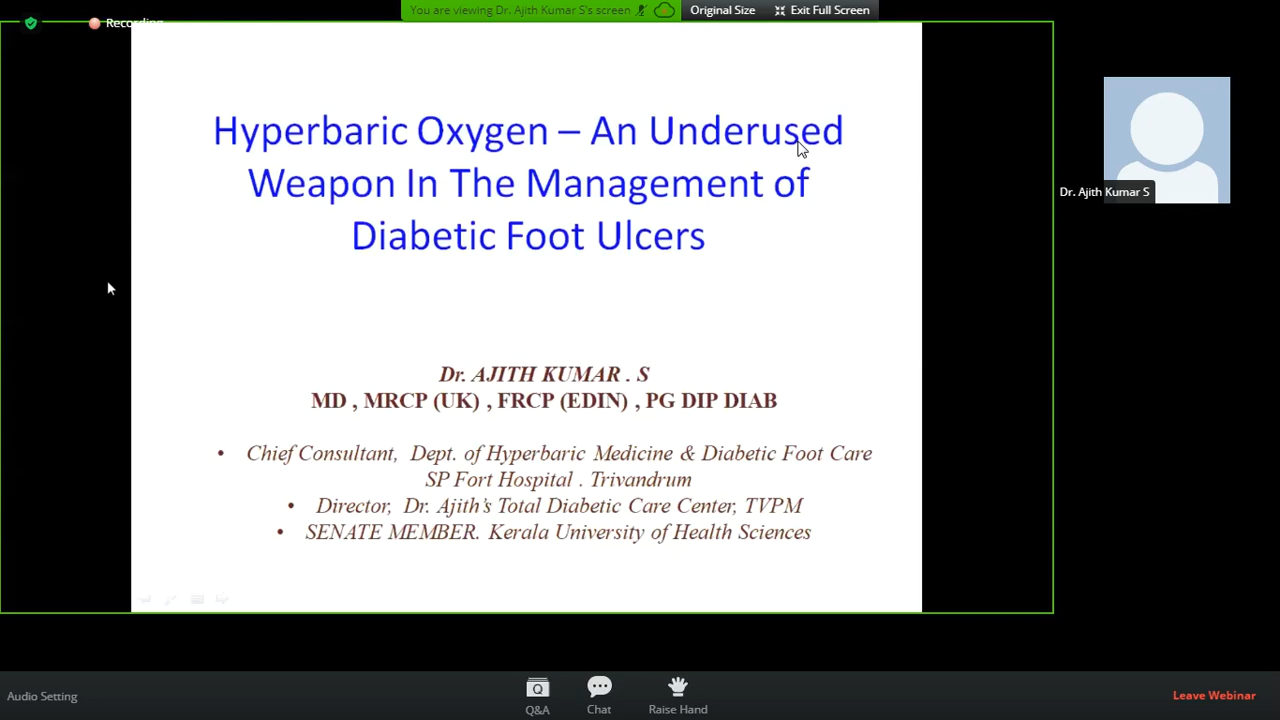 You are viewing Dr. Ajith Kumar S's screen
Original Size
Exit Full Screen
Recording
Hyperbaric Oxygen – An Underused
Weapon In The Management of
Diabetic Foot Ulcers
Dr. Ajith Kumar S
Dr. AJITH KUMAR . S
MD , MRCP (UK) , FRCP (EDIN) , PG DIP DIAB
• Chief Consultant, Dept. of Hyperbaric Medicine & Diabetic Foot Care
SP Fort Hospital . Trivandrum
• Director, Dr. Ajith's Total Diabetic Care Center, TVPM
• SENATE MEMBER. Kerala University of Health Sciences
Audio Setting
Q&A
Chat
Raise Hand
Leave Webinar